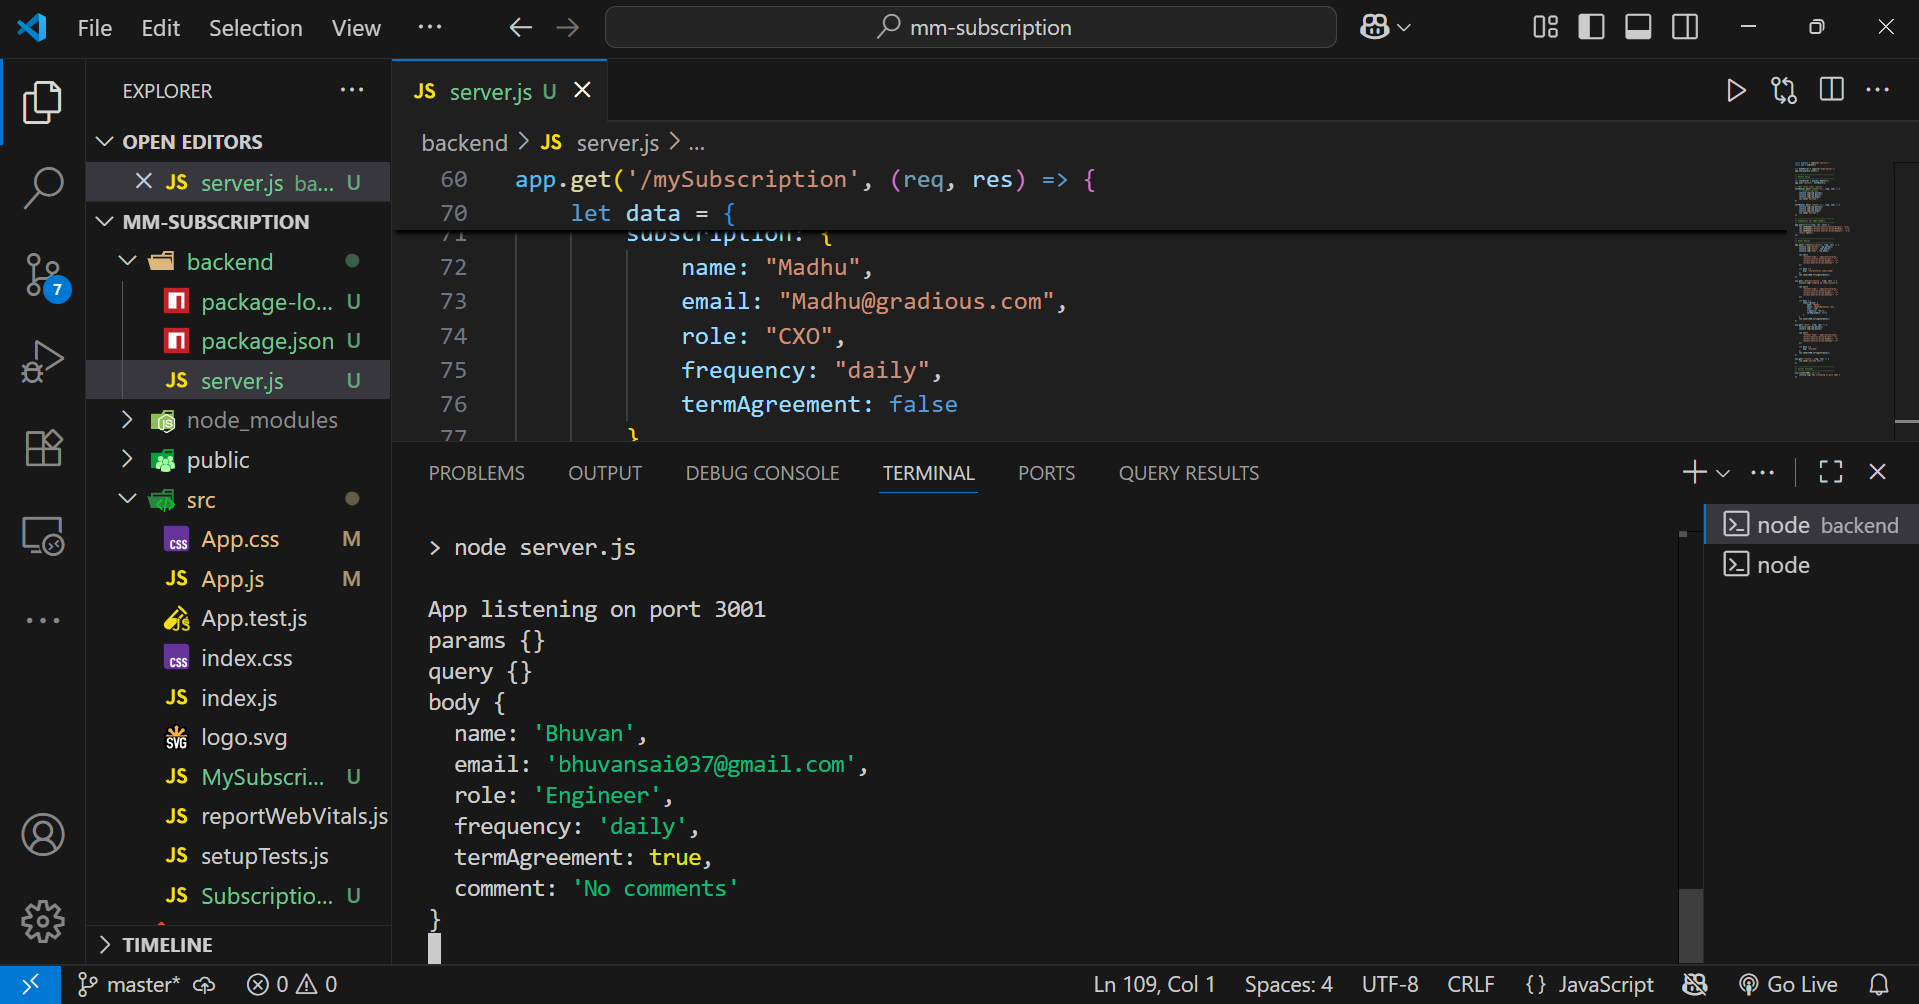 File Edit Selection View ··· mm-subscription
EXPLORER ···
OPEN EDITORS
JS server.js ba... U
MM-SUBSCRIPTION
backend
package-lo... U
package.json U
JS server.js U
node_modules
public
src
css App.css M
JS App.js M
JS App.test.js
css index.css
JS index.js
SVG logo.svg
JS MySubscri... U
JS reportWebVitals.js
JS setupTests.js
JS Subscriptio... U
TIMELINE
7
JS server.js U
backend > JS server.js > ...
60 app.get('/mySubscription', (req, res) => {
70 let data = {
71 subscription: {
72 name: "Madhu",
73 email: "Madhu@gradious.com",
74 role: "CXO",
75 frequency: "daily",
76 termAgreement: false
77 }
PROBLEMS OUTPUT DEBUG CONSOLE TERMINAL PORTS QUERY RESULTS
> node server.js
App listening on port 3001
params {}
query {}
body {
name: 'Bhuvan',
email: 'bhuvansai037@gmail.com',
role: 'Engineer',
frequency: 'daily',
termAgreement: true,
comment: 'No comments'
}
node backend
node
master* 0 0 Ln 109, Col 1 Spaces: 4 UTF-8 CRLF {} JavaScript Go Live